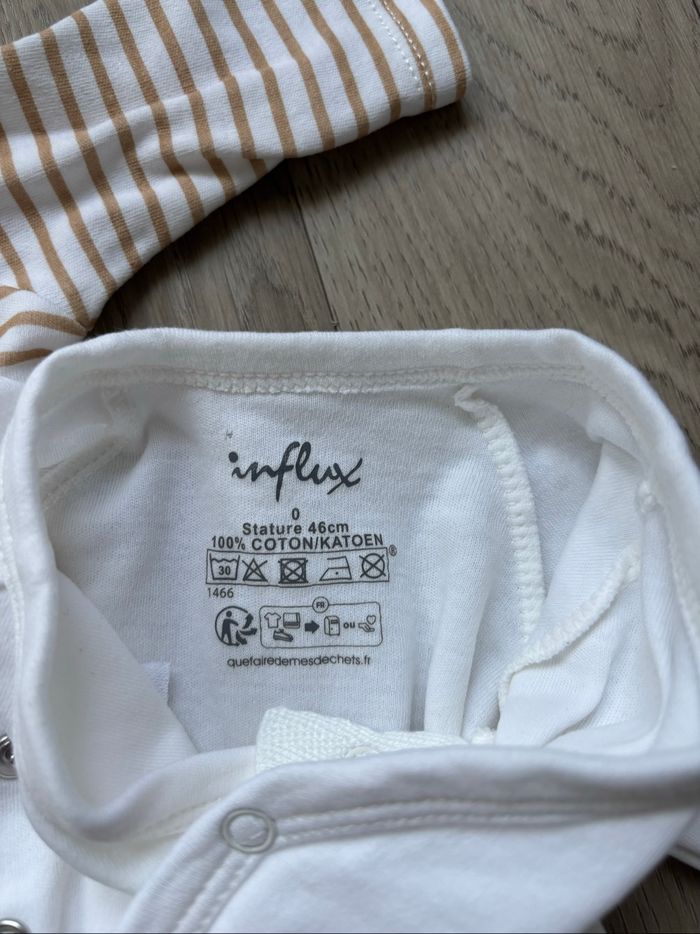 influx
0
Stature 46cm
100% COTON/KATOEN
30 ®
1466
FR
ou
quefairedemesdechets.fr